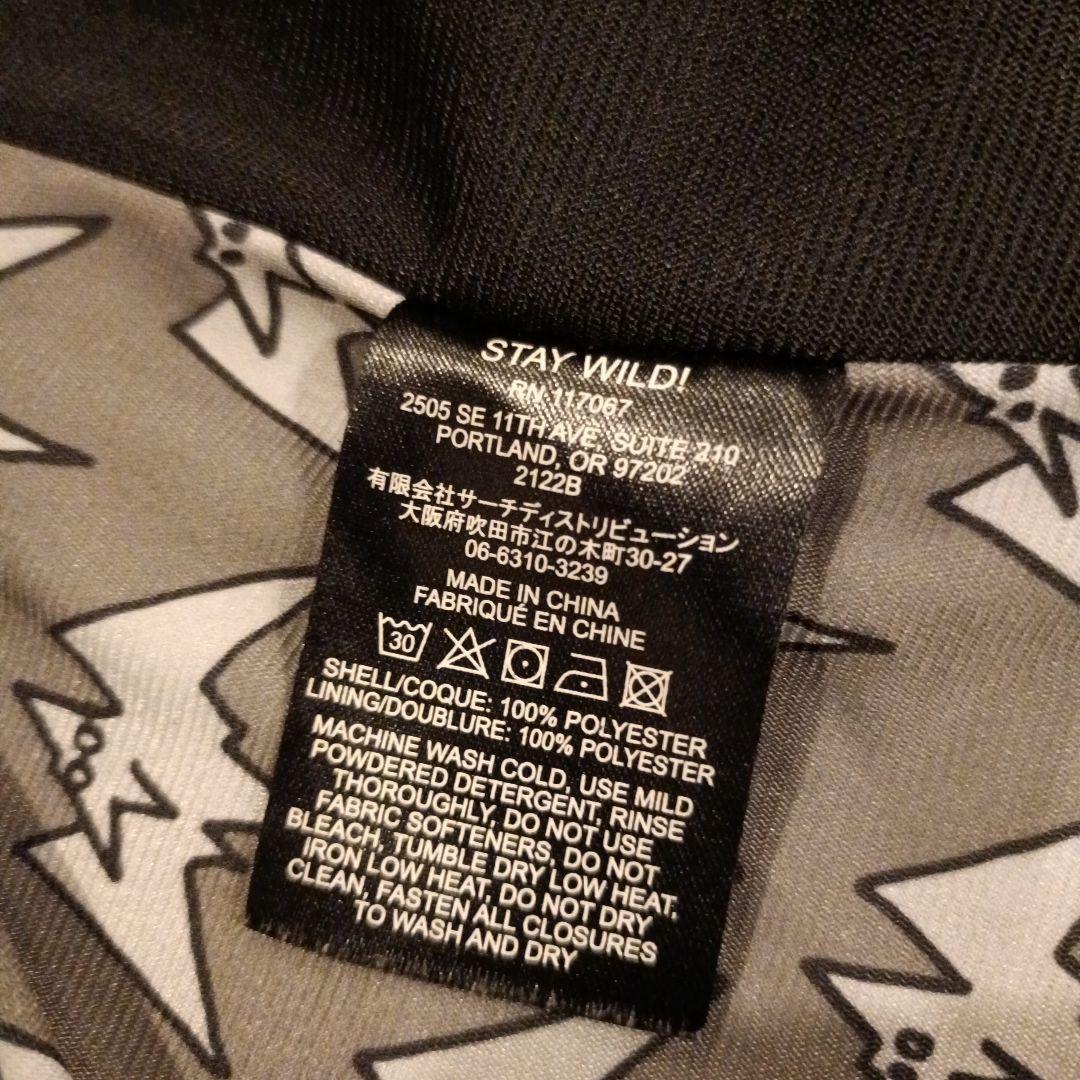 STAY WILD!
RN 117067
2505 SE 11TH AVE, SUITE 210
PORTLAND, OR 97202
2122B
有限会社サーチディストリビューション
大阪府吹田市江の木町30-27
06-6310-3239
MADE IN CHINA
FABRIQUÉ EN CHINE
30
SHELL/COQUE: 100% POLYESTER
LINING/DOUBLURE: 100% POLYESTER
MACHINE WASH COLD, USE MILD
POWDERED DETERGENT, RINSE
THOROUGHLY, DO NOT USE
FABRIC SOFTENERS, DO NOT
BLEACH, TUMBLE DRY LOW HEAT,
IRON LOW HEAT, DO NOT DRY
CLEAN, FASTEN ALL CLOSURES
TO WASH AND DRY